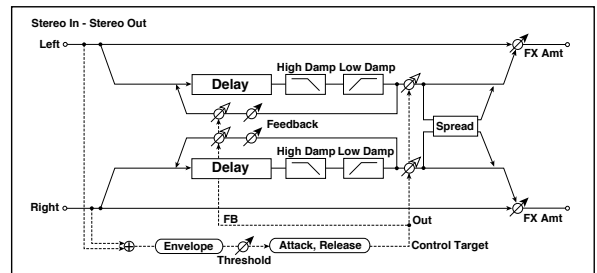 Stereo In - Stereo Out
Left
FX Amt
High Damp Low Damp
Delay
Feedback
Spread
High Damp Low Damp
Delay
Right
FB
Out
FX Amt
Envelope
Threshold
Attack, Release
Control Target